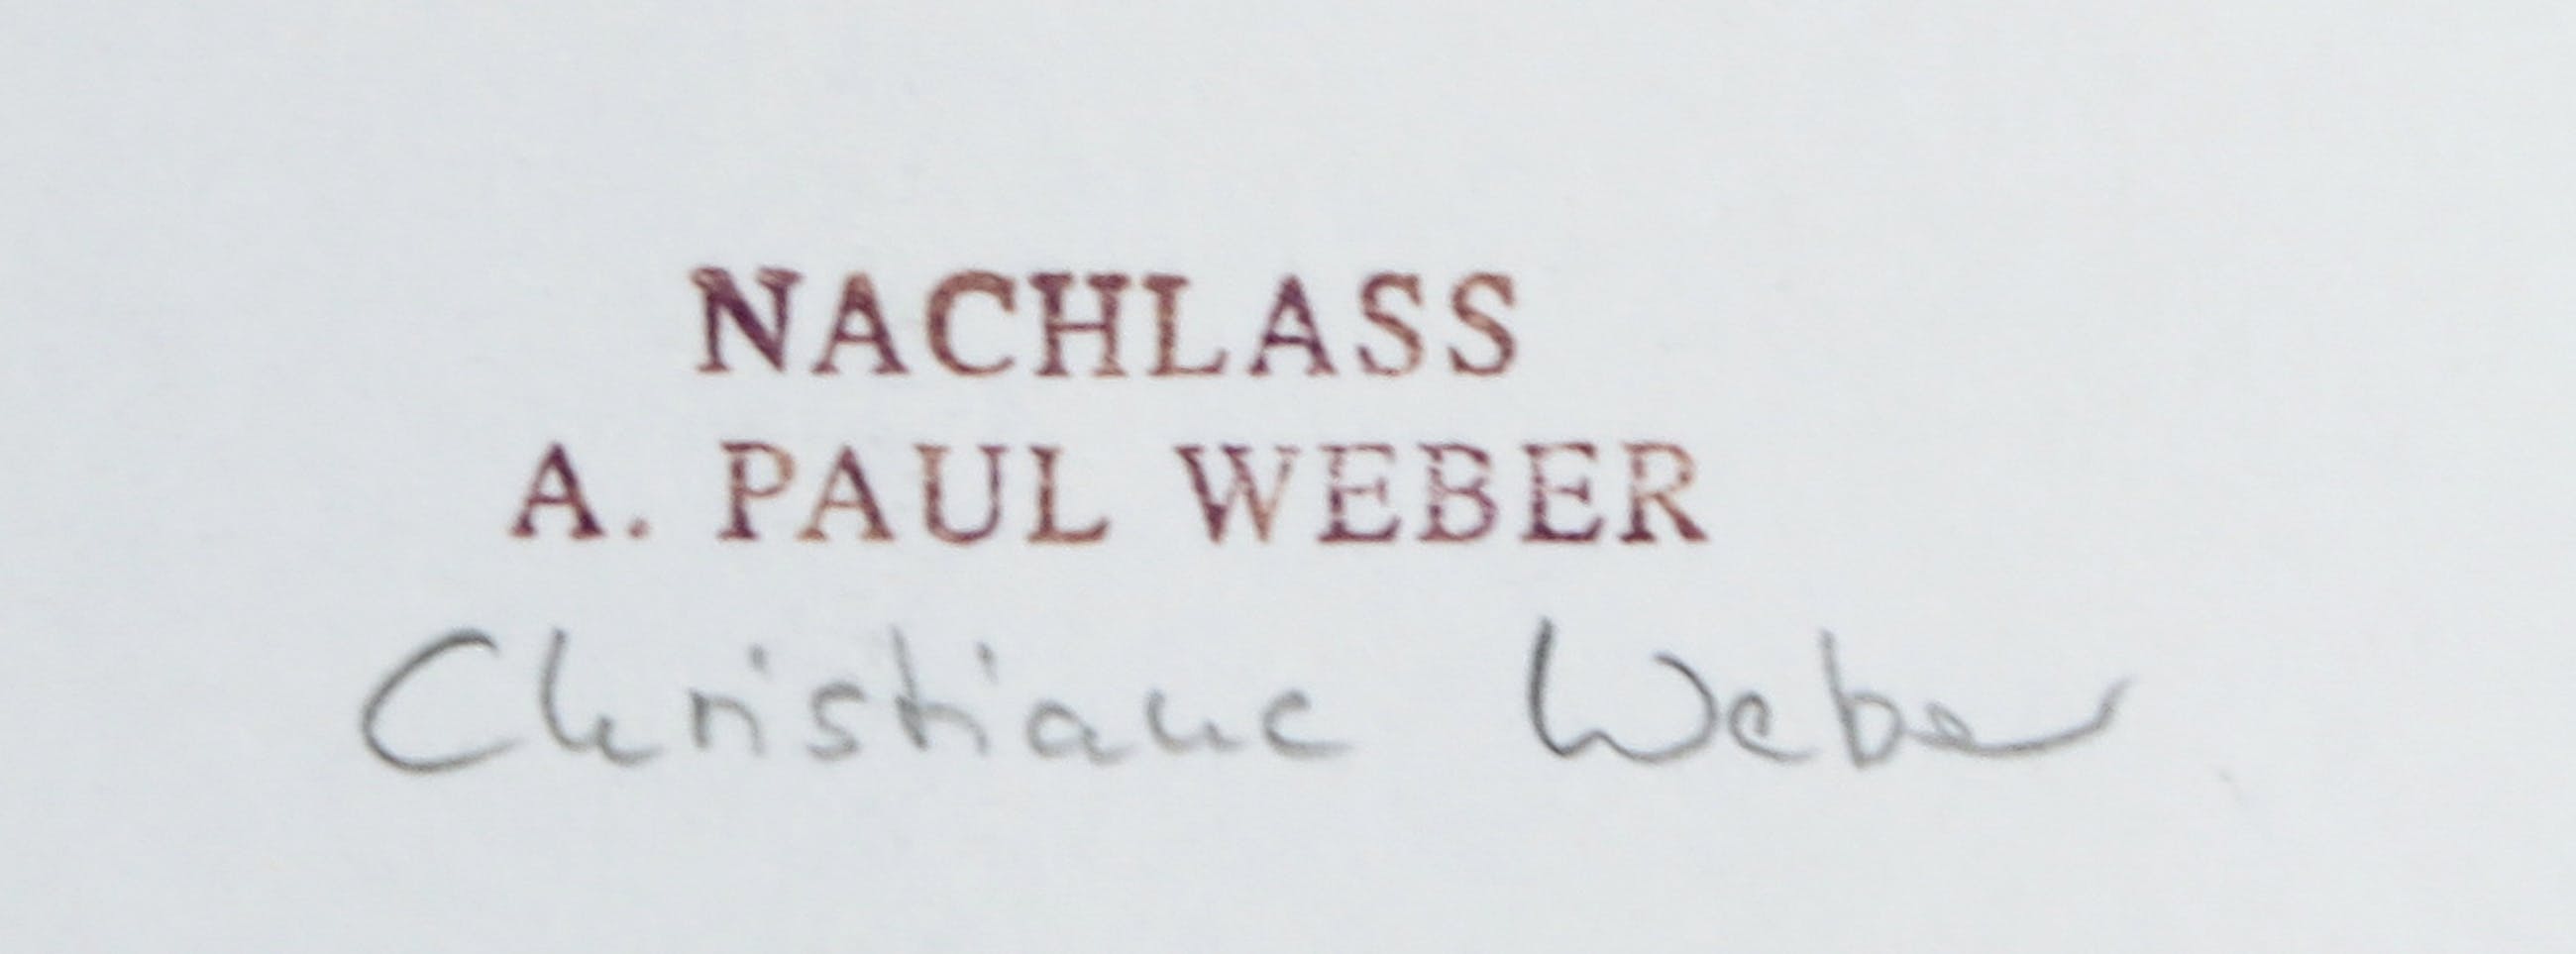 NACHLASS
A. PAUL WEBER
Christiane Weber